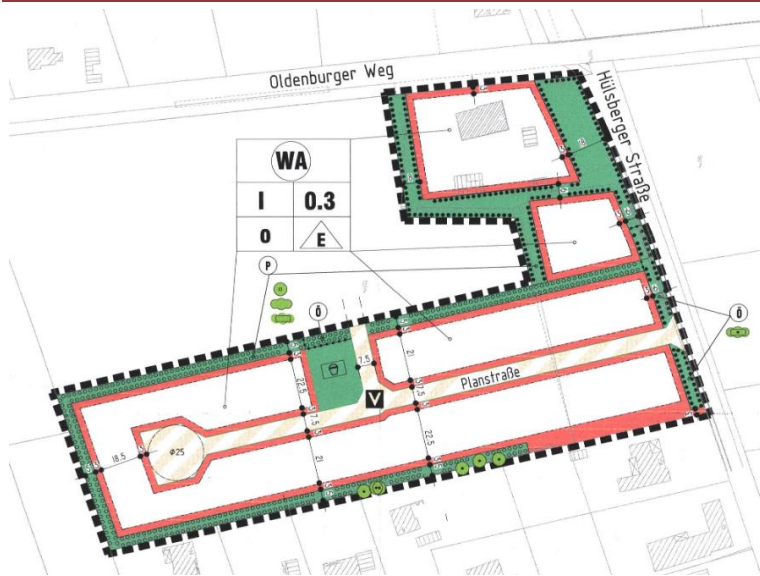 Oldenburger Weg
Hülsberger Straße
WA
I 0.3
o E
P
Ö
Ö
7.5
21
22.5
7.5
7.5
Planstraße
V
18.5
Ø25
21
22.5